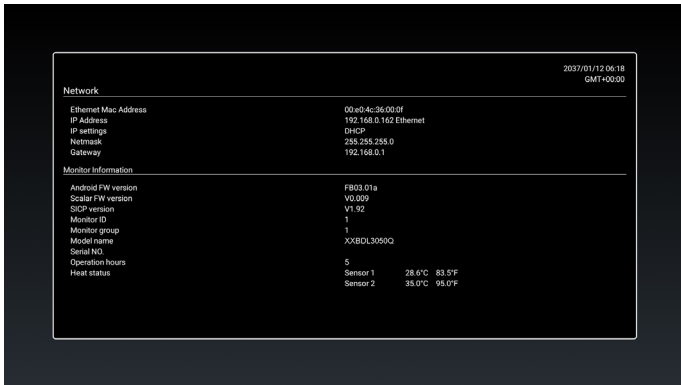 2037/01/12 06:18
GMT+00:00
Network
Ethernet Mac Address 00:e0:4c:36:00:0f
IP Address 192.168.0.162 Ethernet
IP settings DHCP
Netmask 255.255.255.0
Gateway 192.168.0.1
Monitor Information
Android FW version FB03.01a
Scalar FW version V0.009
SICP version V1.92
Monitor ID 1
Monitor group 1
Model name XXBDL3050Q
Serial NO.
Operation hours 5
Heat status Sensor 1 28.6°C 83.5°F
Sensor 2 35.0°C 95.0°F